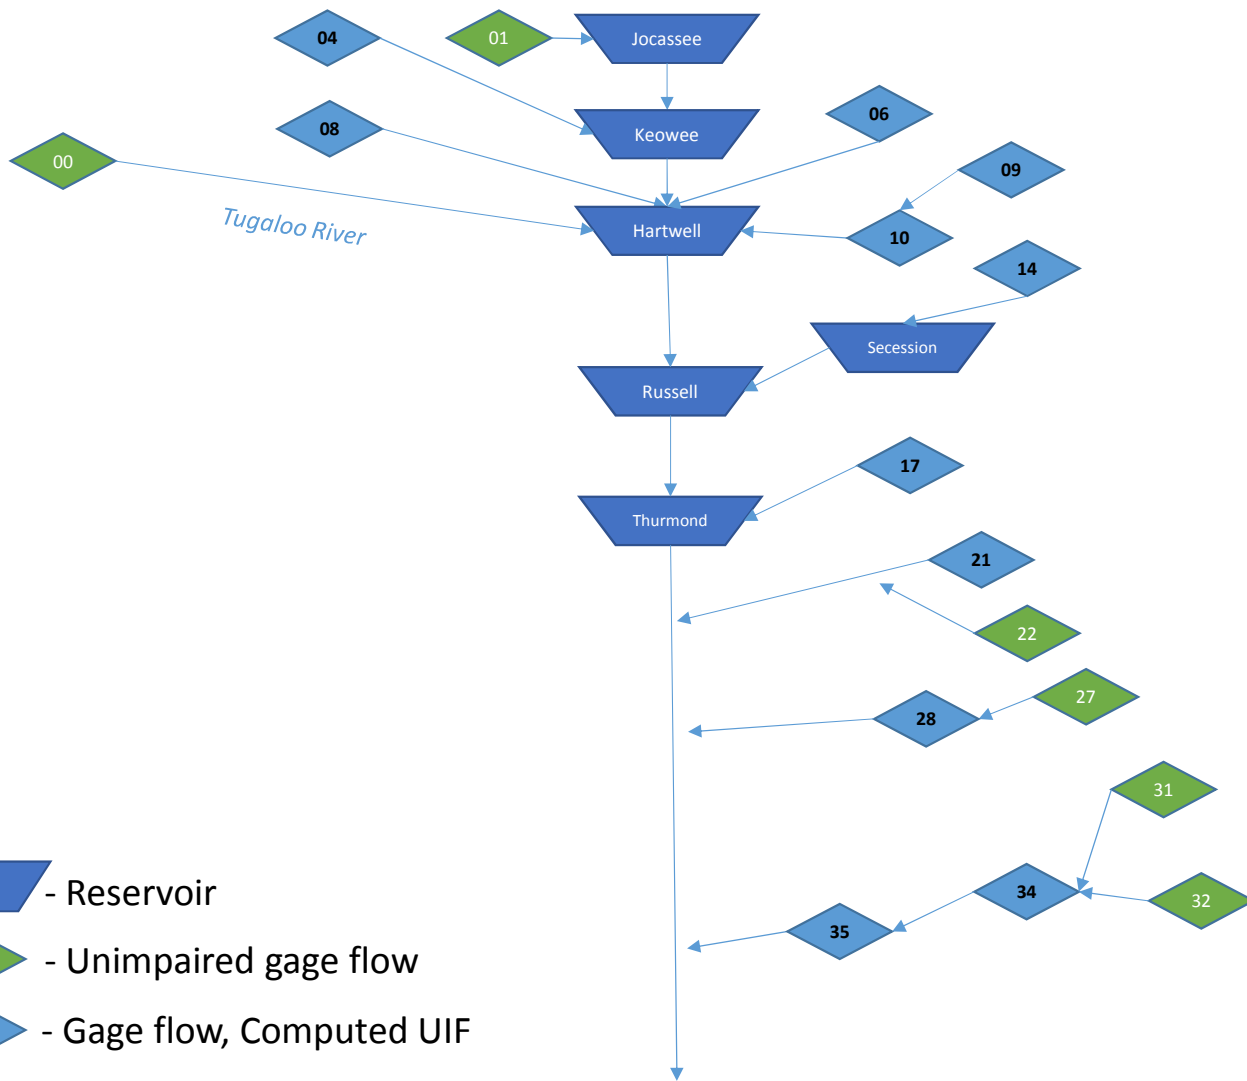 04
01
Jocassee
06
08
Keowee
00
09
Tugaloo River
Hartwell
10
14
Secession
Russell
17
Thurmond
21
22
27
28
31
- Reservoir
34
32
35
- Unimpaired gage flow
- Gage flow, Computed UIF